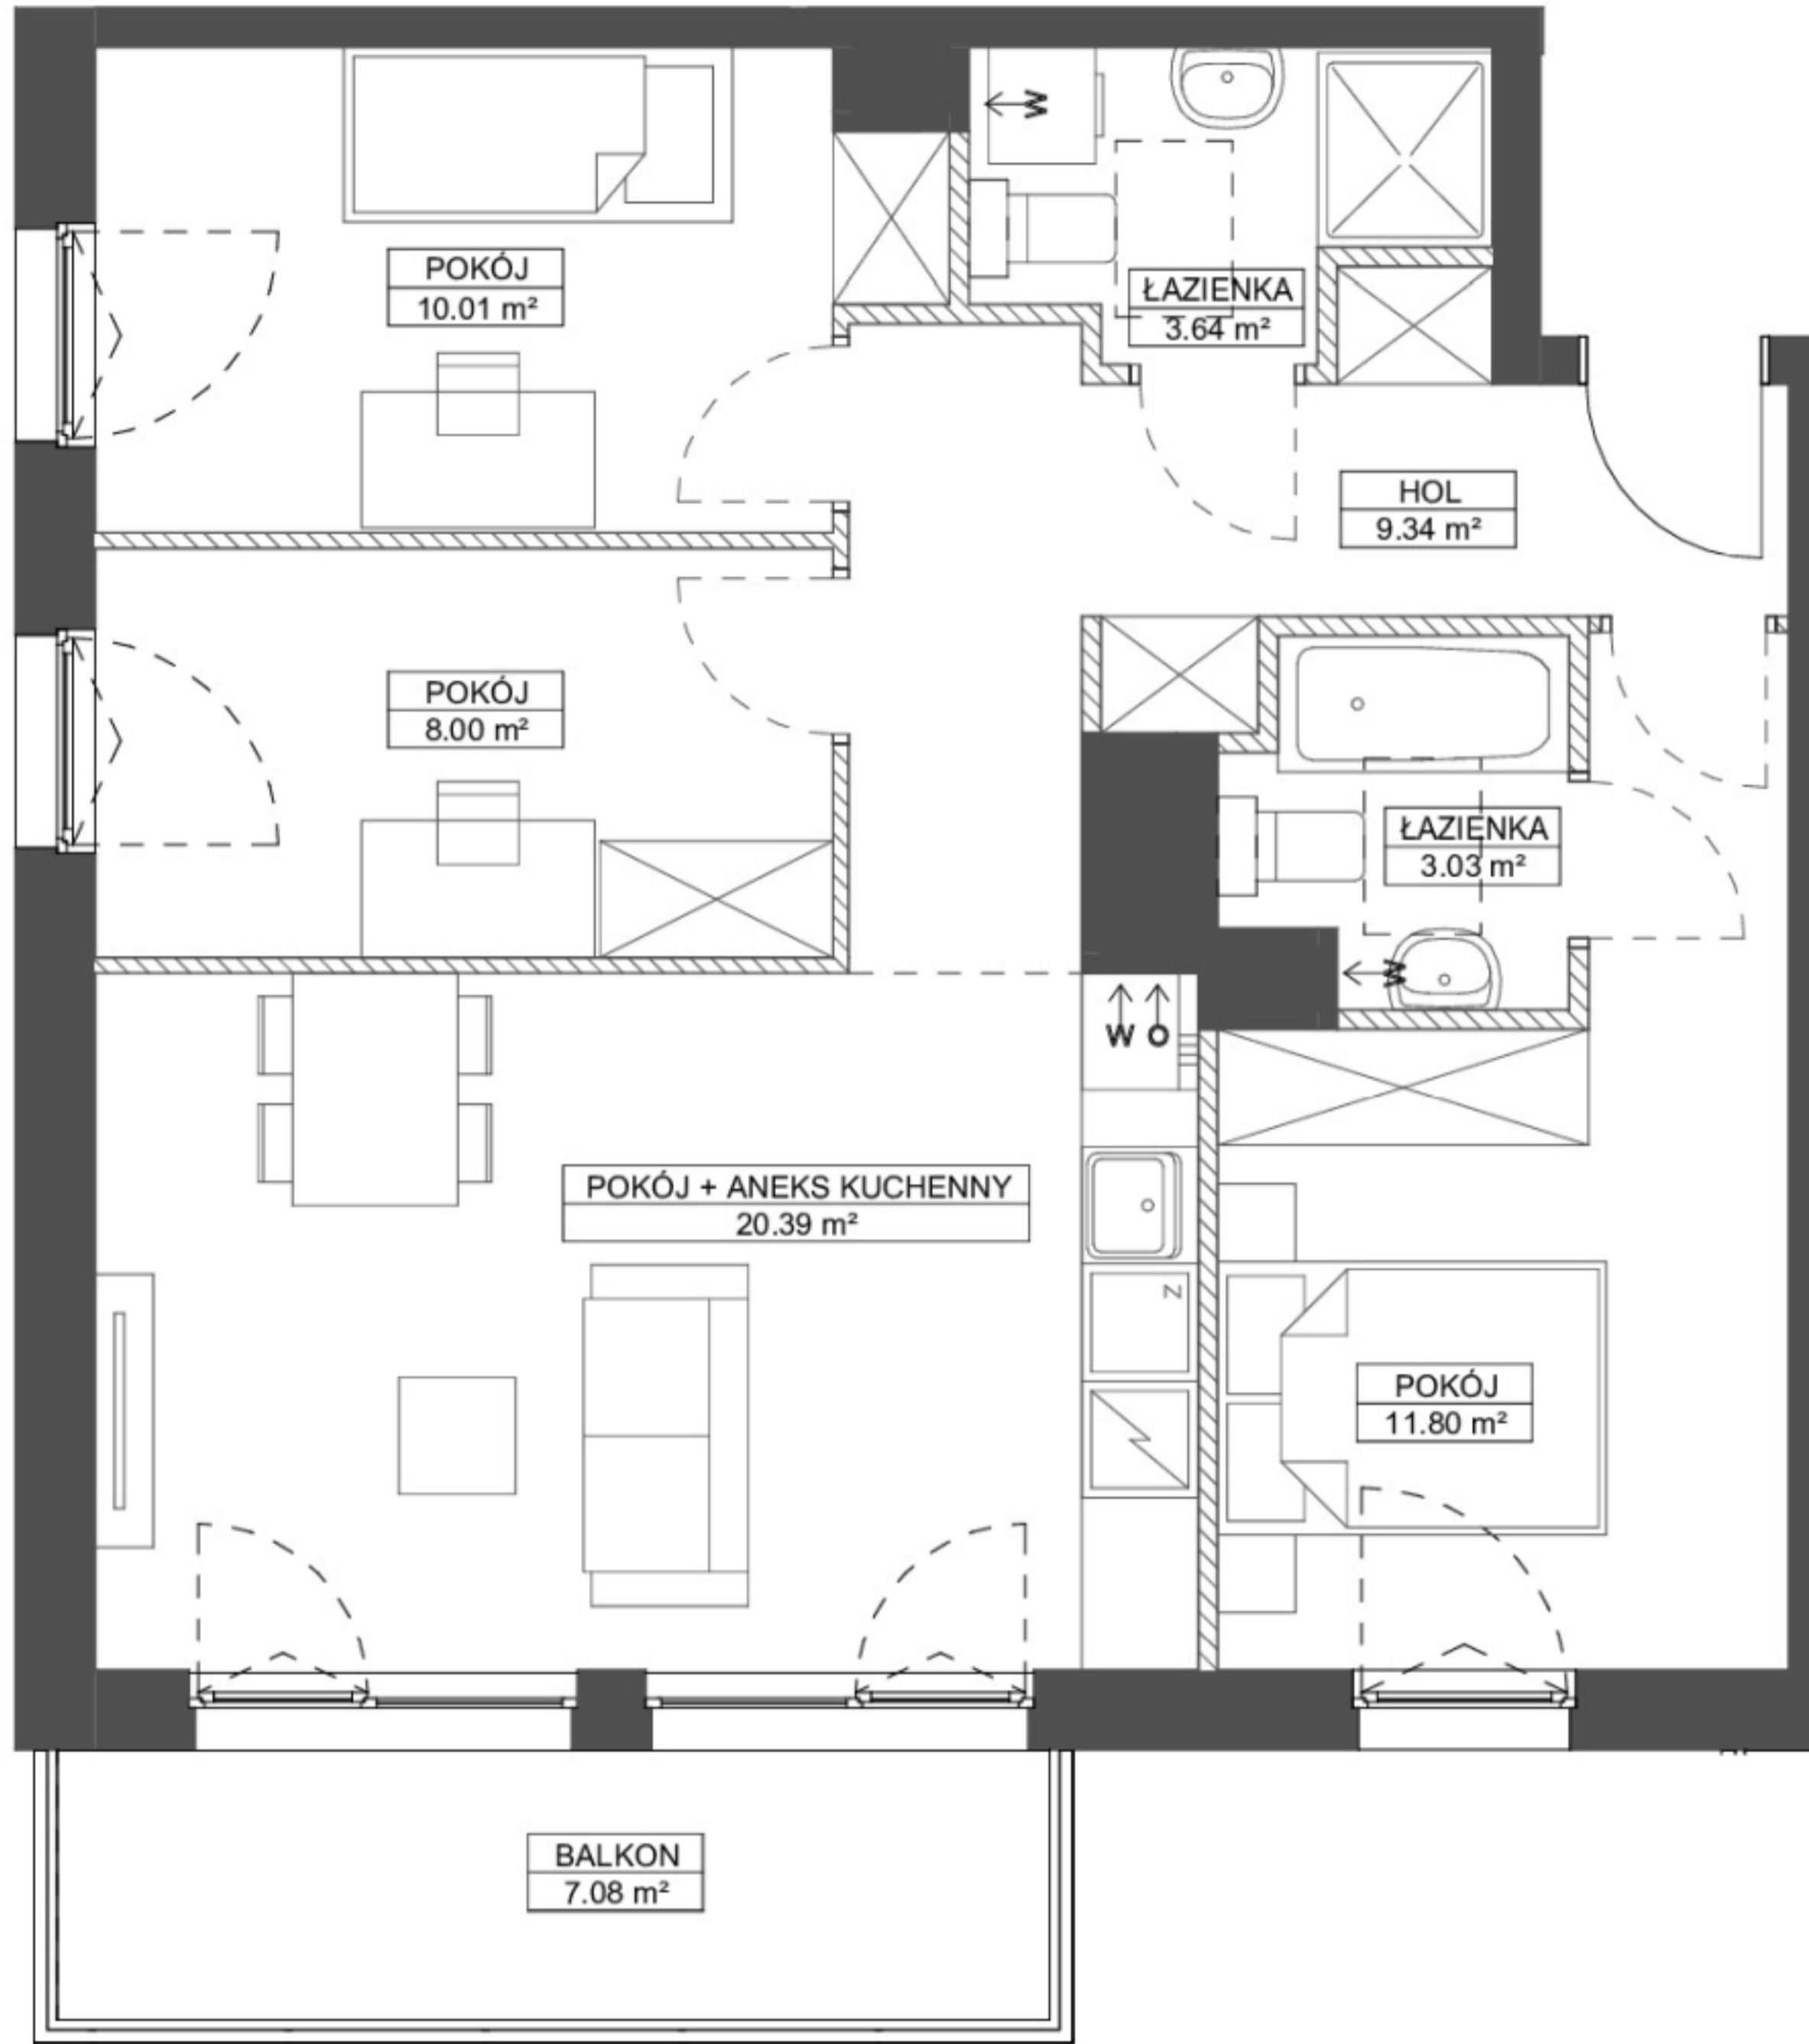 W
POKÓJ
10.01 m²
ŁAZIENKA
3.64 m²
HOL
9.34 m²
POKÓJ
8.00 m²
ŁAZIENKA
3.03 m²
W
W O
POKÓJ + ANEKS KUCHENNY
20.39 m²
Z
POKÓJ
11.80 m²
BALKON
7.08 m²